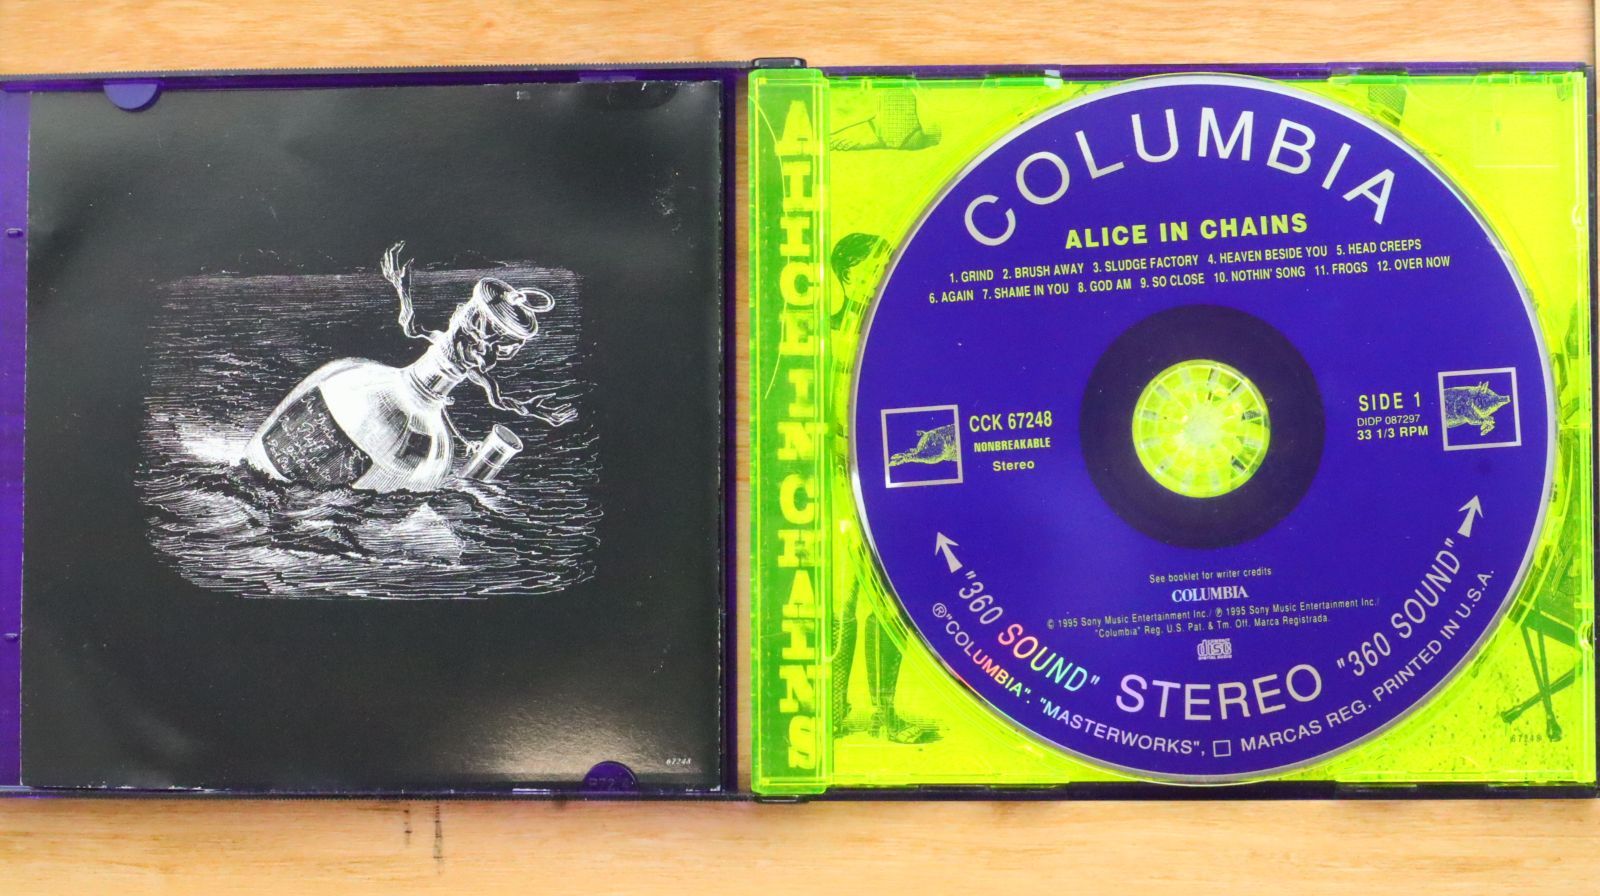 67248
ALICE IN CHAINS
COLUMBIA
ALICE IN CHAINS
1. GRIND 2. BRUSH AWAY 3. SLUDGE FACTORY 4. HEAVEN BESIDE YOU 5. HEAD CREEPS
6. AGAIN 7. SHAME IN YOU 8. GOD AM 9. SO CLOSE 10. NOTHIN' SONG 11. FROGS 12. OVER NOW
CCK 67248
NONBREAKABLE
Stereo
SIDE 1
DIDP 087297
33 1/3 RPM
See booklet for writer credits
COLUMBIA
© 1995 Sony Music Entertainment Inc./ ℗ 1995 Sony Music Entertainment Inc./
"Columbia" Reg. U.S. Pat. & Tm. Off. Marca Registrada.
COMPACT
disc
DIGITAL AUDIO
"360 SOUND" STEREO "360 SOUND"
®"COLUMBIA". "MASTERWORKS", MARCAS REG. PRINTED IN U.S.A.
67248